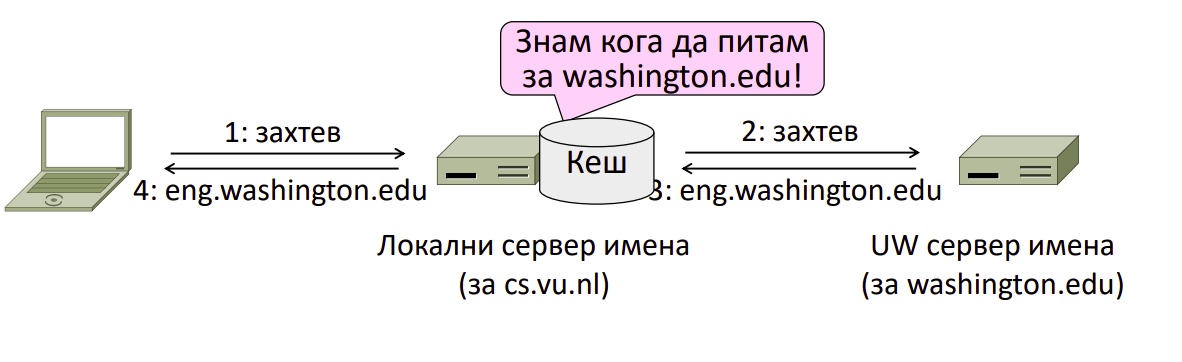 Знам кога да питам
за washington.edu!
1: захтев
2: захтев
Кеш
4: eng.washington.edu
3: eng.washington.edu
Локални сервер имена
(за cs.vu.nl)
UW сервер имена
(за washington.edu)